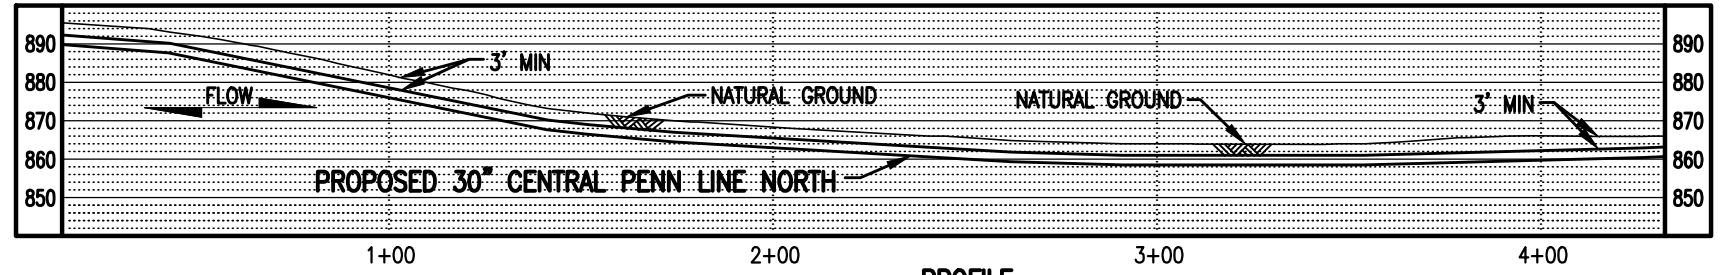 890
880
870
860
850
FLOW
3' MIN
NATURAL GROUND
NATURAL GROUND
3' MIN
PROPOSED 30" CENTRAL PENN LINE NORTH
890
880
870
860
850
1+00
2+00
3+00
4+00
PROFILE